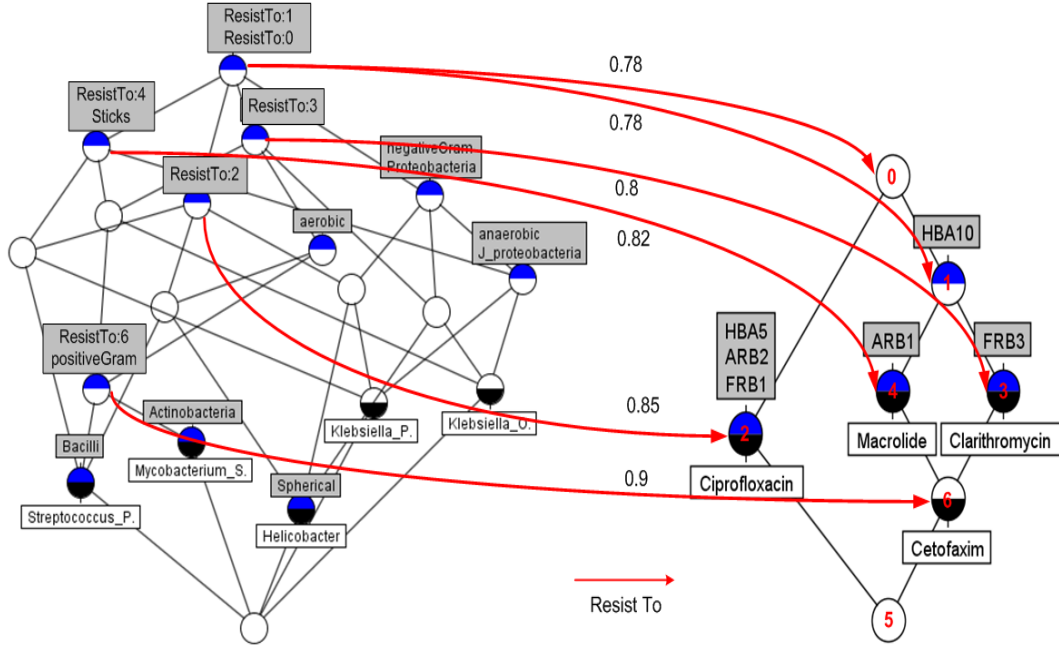 ResistTo:1
ResistTo:0
ResistTo:4
Sticks
ResistTo:3
negativeGram
Proteobacteria
ResistTo:2
aerobic
anaerobic
J_proteobacteria
ResistTo:6
positiveGram
Actinobacteria
Bacilli
Klebsiella_P.
Klebsiella_O.
Mycobacterium_S.
Spherical
Streptococcus_P.
Helicobacter
0.78
0.78
0.8
0.82
0.85
0.9
Resist To
0
HBA10
1
HBA5
ARB2
FRB1
ARB1
FRB3
4
3
2
Macrolide
Clarithromycin
Ciprofloxacin
6
Cetofaxim
5